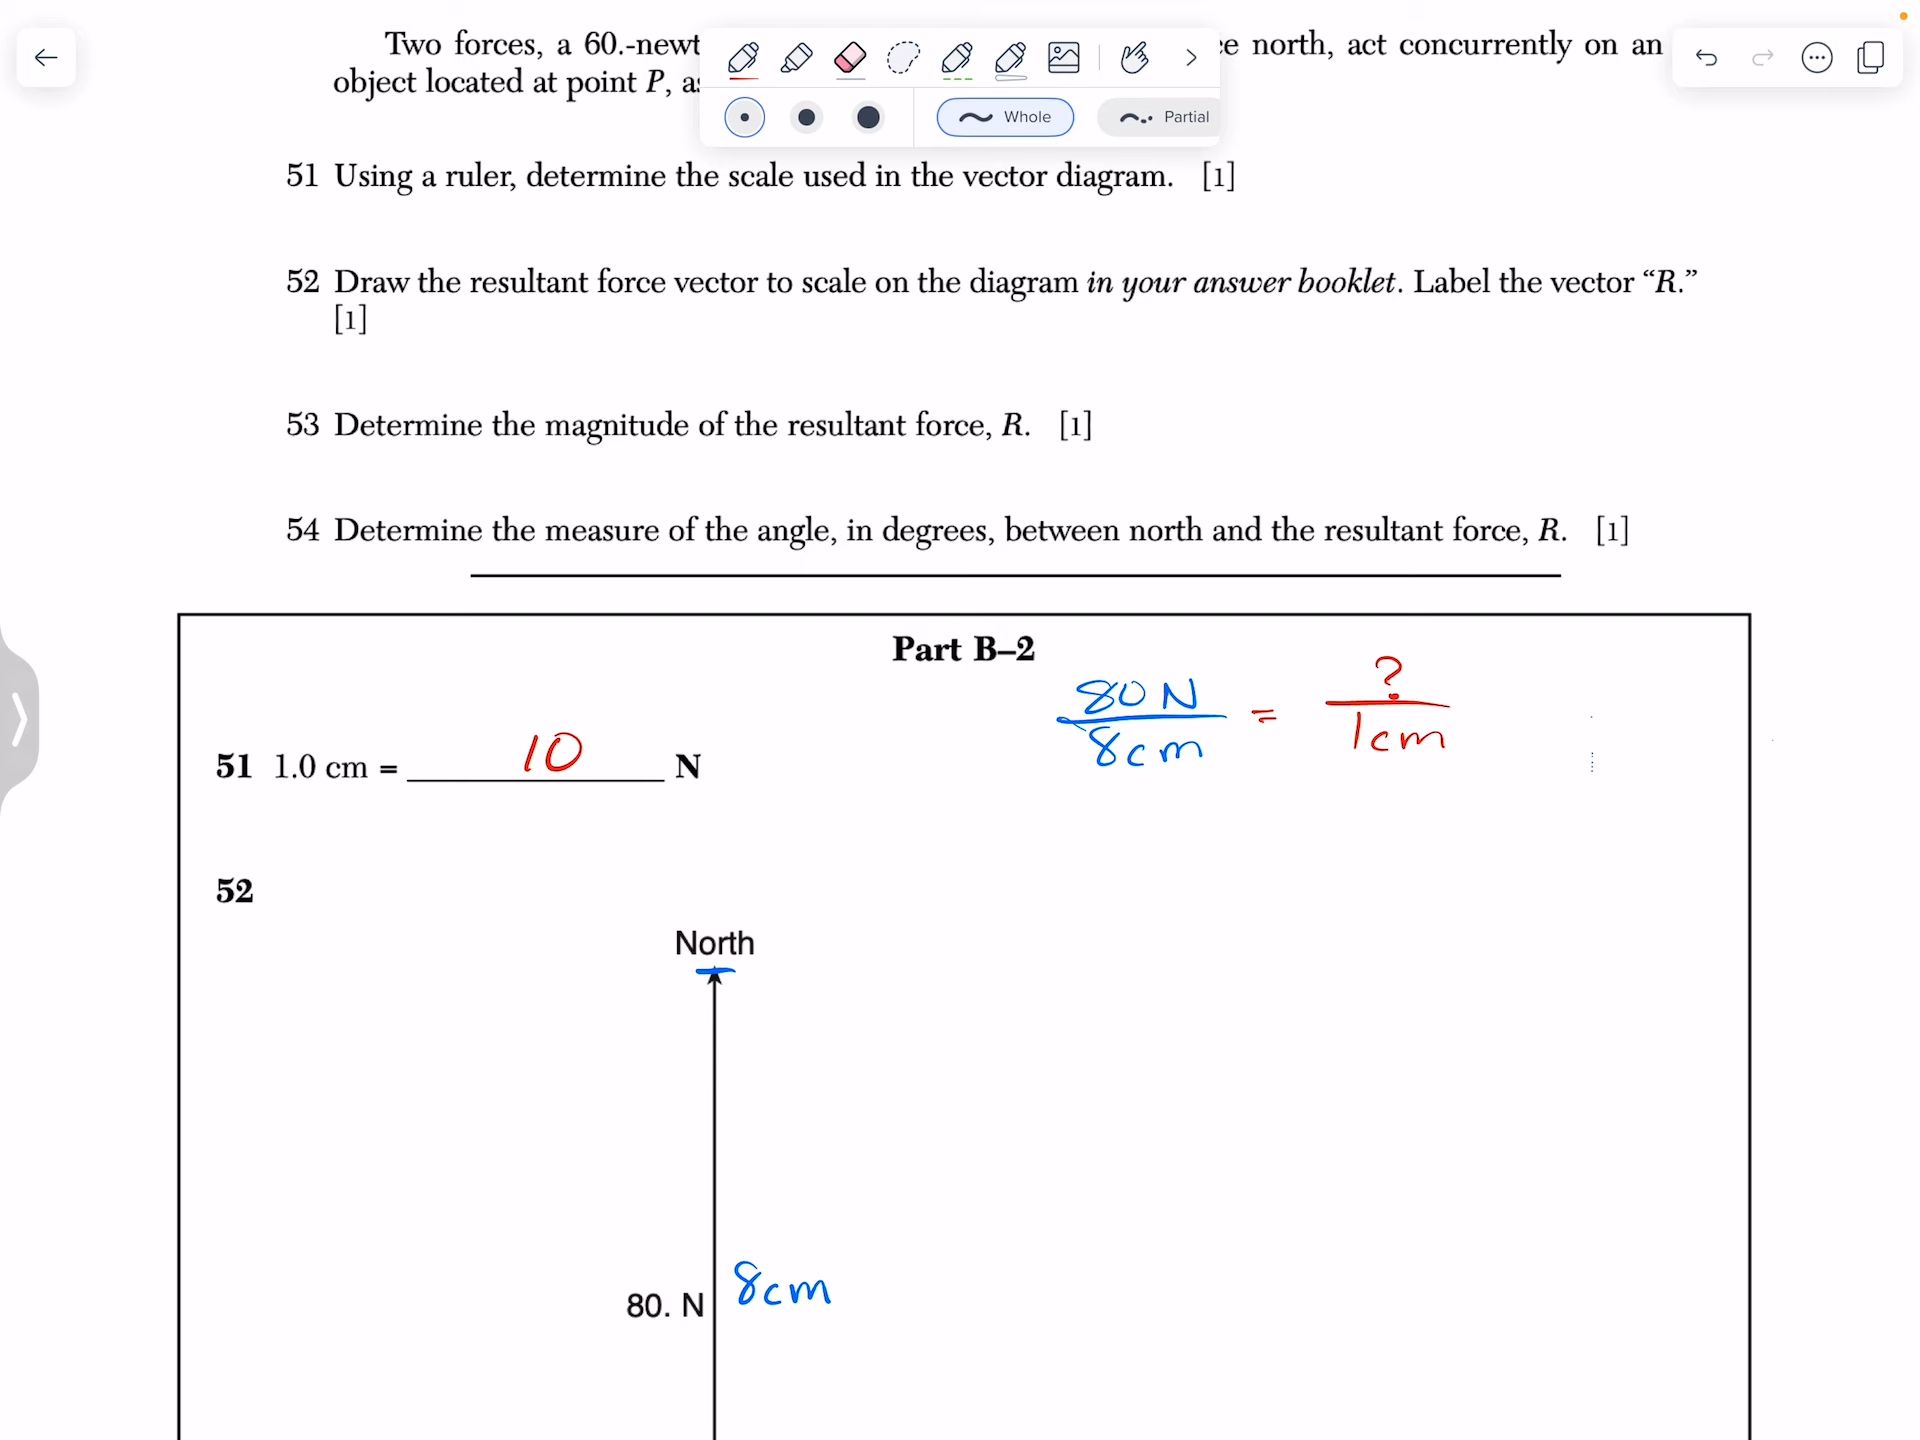 Two forces, a 60.-newt
e north, act concurrently on an
object located at point P, a
Whole
Partial
51 Using a ruler, determine the scale used in the vector diagram. [1]
52 Draw the resultant force vector to scale on the diagram in your answer booklet. Label the vector “R.”
[1]
53 Determine the magnitude of the resultant force, R. [1]
54 Determine the measure of the angle, in degrees, between north and the resultant force, R. [1]
Part B–2
80 N = ?
8cm 1cm
51 1.0 cm = 10 N
52
North
80. N 8cm